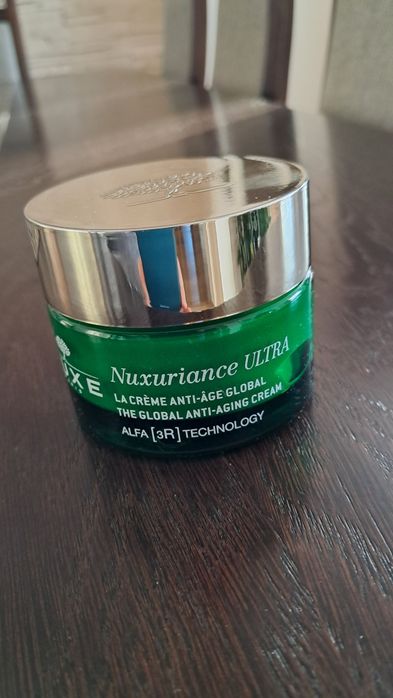 UXE
Nuxuriance ULTRA
LA CRÈME ANTI-ÂGE GLOBAL
THE GLOBAL ANTI-AGING CREAM
ALFA [3R] TECHNOLOGY